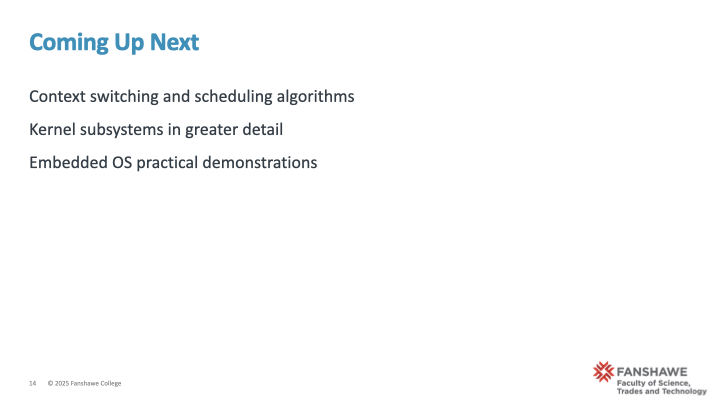 Coming Up Next
Context switching and scheduling algorithms
Kernel subsystems in greater detail
Embedded OS practical demonstrations
14 © 2025 Fanshawe College
FANSHAWE
Faculty of Science,
Trades and Technology